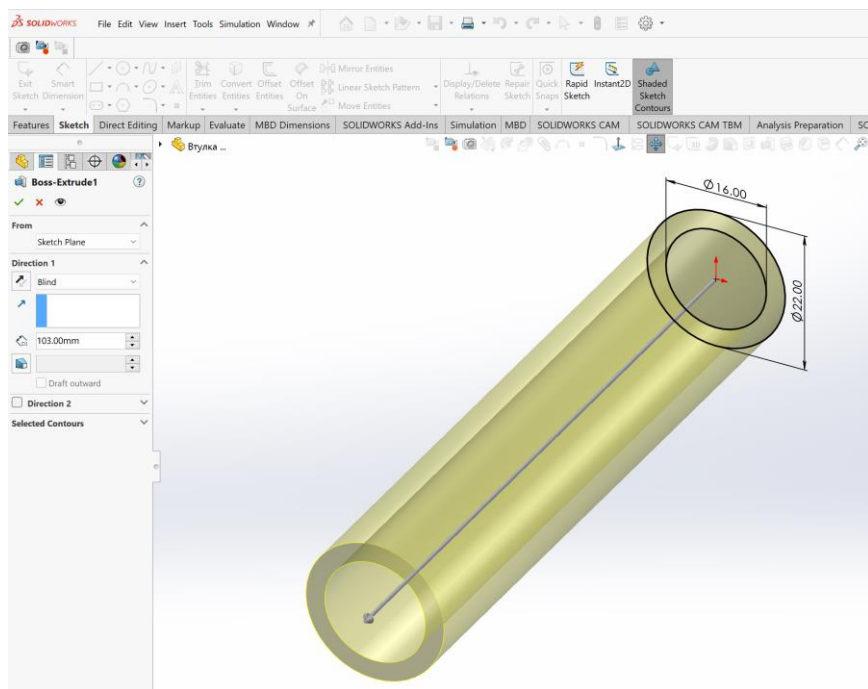 SOLIDWORKS File Edit View Insert Tools Simulation Window
Exit Sketch Smart Dimension Trim Entities Convert Entities Offset Entities Offset On Surface Mirror Entities Linear Sketch Pattern Move Entities Display/Delete Relations Repair Sketch Quick Snaps Rapid Sketch Instant2D Shaded Sketch Contours
Features Sketch Direct Editing Markup Evaluate MBD Dimensions SOLIDWORKS Add-Ins Simulation MBD SOLIDWORKS CAM SOLIDWORKS CAM TBM Analysis Preparation SO
Втулка ...
Boss-Extrude1
From
Sketch Plane
Direction 1
Blind
103.00mm
Draft outward
Direction 2
Selected Contours
Ø16.00
Ø22.00